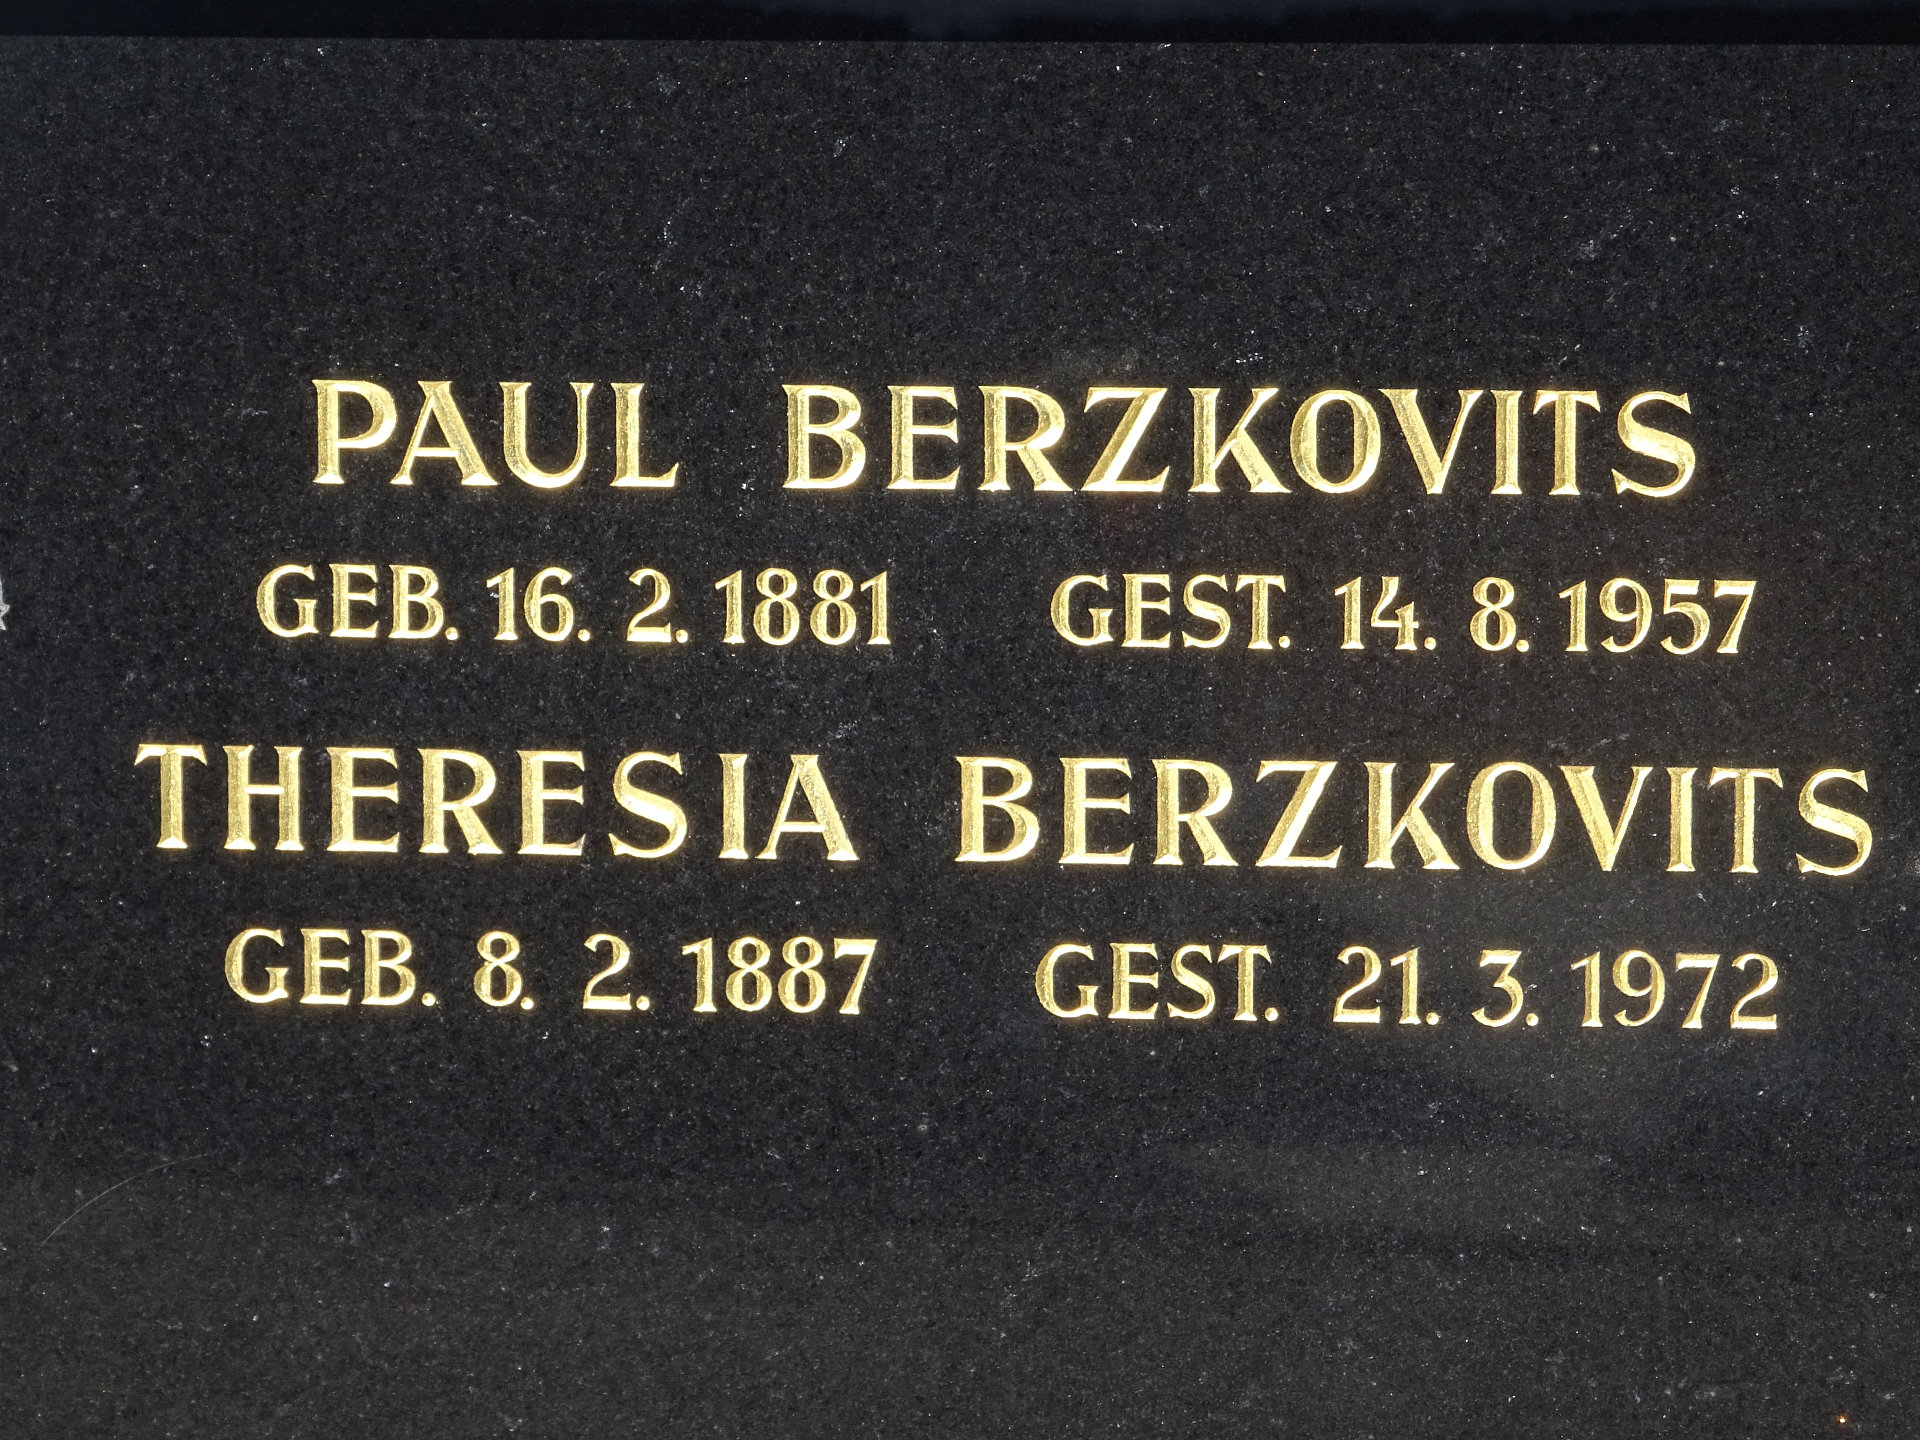 PAUL BERZKOVITS
GEB. 16. 2. 1881 GEST. 14. 8. 1957
THERESIA BERZKOVITS
GEB. 8. 2. 1887 GEST. 21. 3. 1972